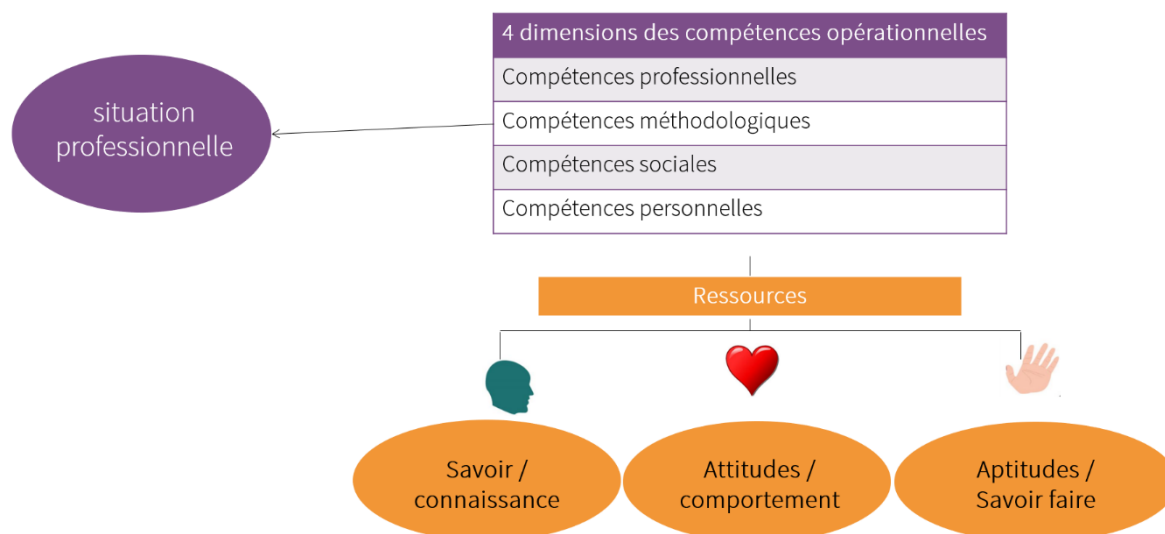 4 dimensions des compétences opérationnelles
Compétences professionnelles
Compétences méthodologiques
Compétences sociales
Compétences personnelles
situation
professionnelle
Ressources
Savoir /
connaissance
Attitudes /
comportement
Aptitudes /
Savoir faire